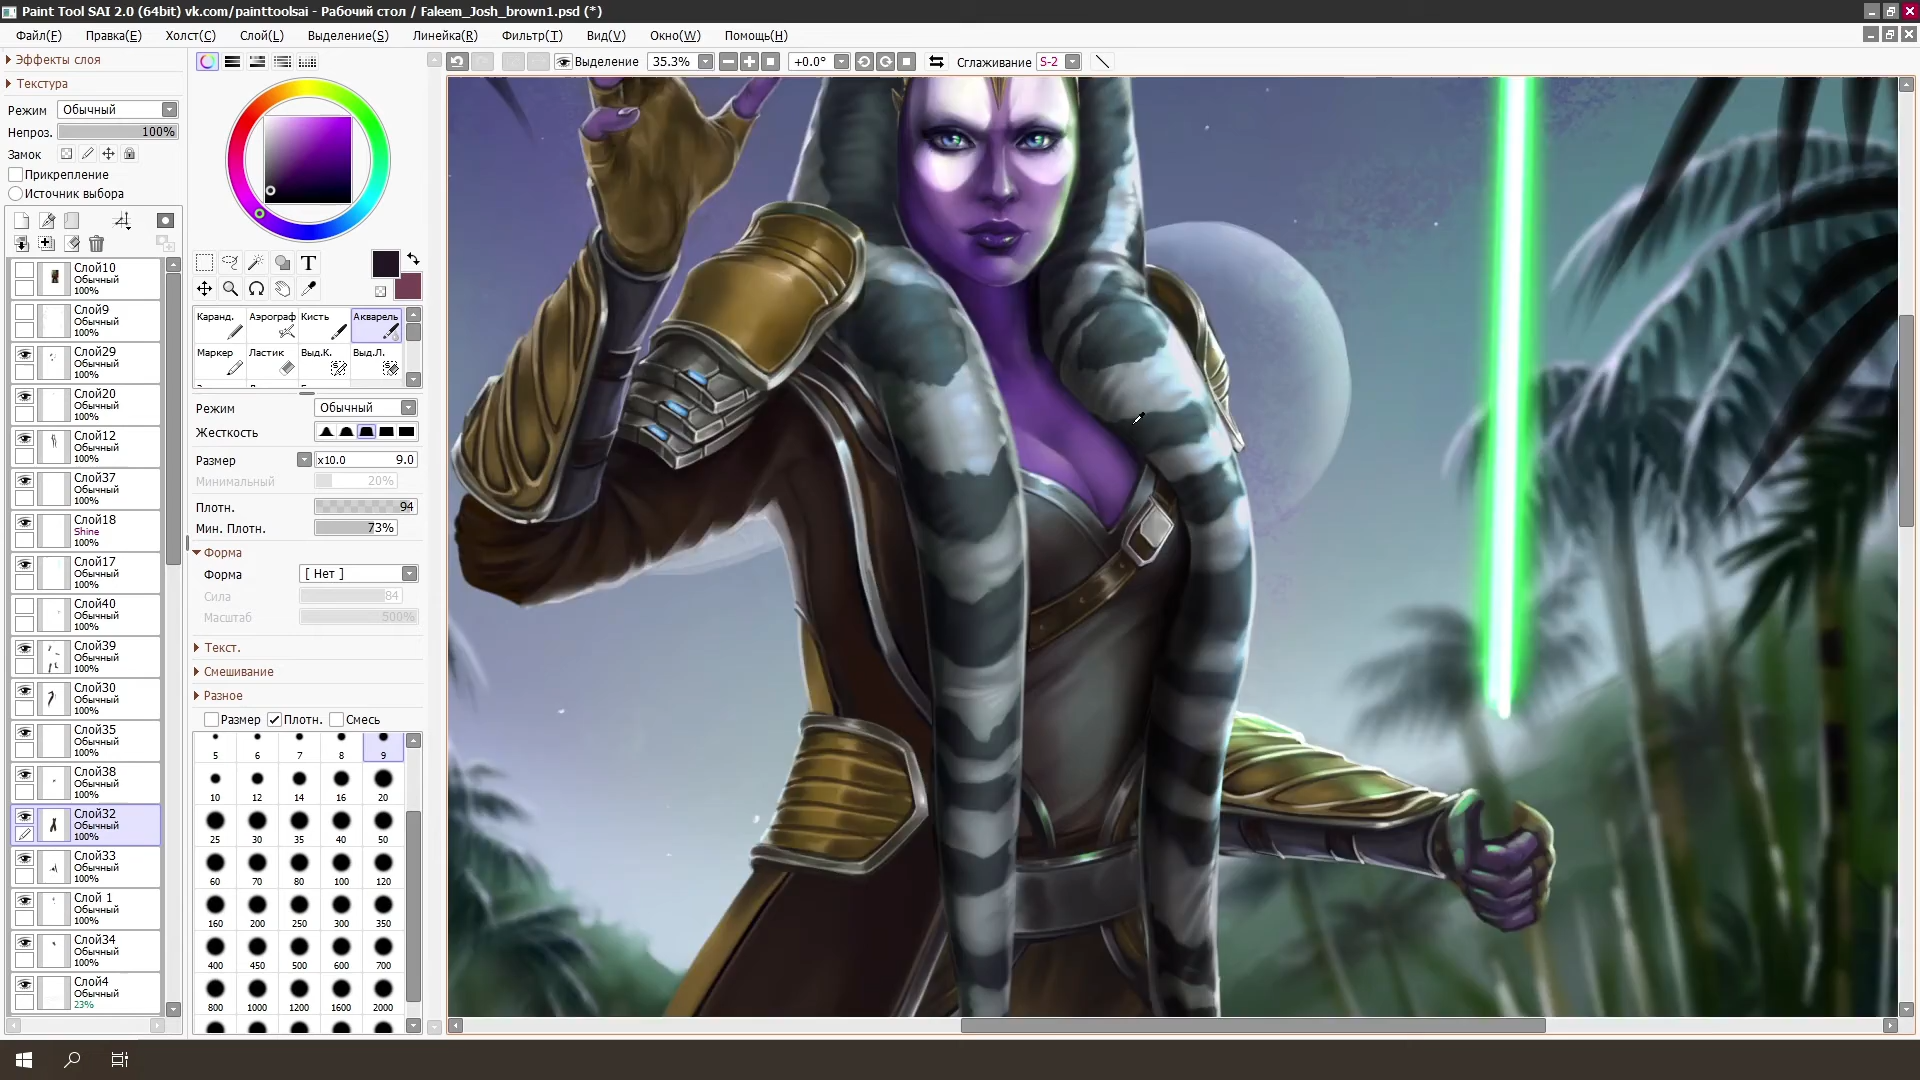 Paint Tool SAI 2.0 (64bit) vk.com/painttoolsai - Рабочий стол / Faleem_Josh_brown1.psd (*)
Файл(F) Правка(E) Холст(C) Слой(L) Выделение(S) Линейка(R) Фильтр(T) Вид(V) Окно(W) Помощь(H)
Выделение 35.3% +0.0° Сглаживание S-2
Эффекты слоя
Текстура
Режим Обычный
Непроз. 100%
Замок
Прикрепление
Источник выбора
Слой10
Обычный
100%
Слой9
Обычный
100%
Слой29
Обычный
100%
Слой20
Обычный
100%
Слой12
Обычный
100%
Слой37
Обычный
100%
Слой18
Shine
100%
Слой17
Обычный
100%
Слой40
Обычный
100%
Слой39
Обычный
100%
Слой30
Обычный
100%
Слой35
Обычный
100%
Слой38
Обычный
100%
Слой32
Обычный
100%
Слой33
Обычный
100%
Слой 1
Обычный
100%
Слой34
Обычный
100%
Слой4
Обычный
23%
T
Каранд. Аэрограф Кисть Акварель
Маркер Ластик Выд.К. Выд.Л.
Режим Обычный
Жесткость
Размер x10.0 9.0
Минимальный 20%
Плотн. 94
Мин. Плотн. 73%
Форма
Форма [ Нет ]
Сила 84
Масштаб 500%
Текст.
Смешивание
Разное
Размер Плотн. Смесь
5 6 7 8 9
10 12 14 16 20
25 30 35 40 50
60 70 80 100 120
160 200 250 300 350
400 450 500 600 700
800 1000 1200 1600 2000